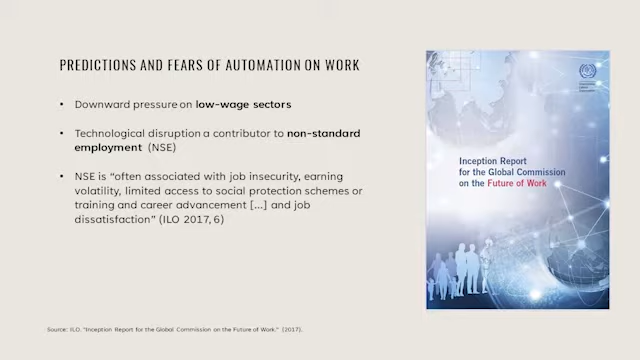 PREDICTIONS AND FEARS OF AUTOMATION ON WORK
• Downward pressure on low-wage sectors
• Technological disruption a contributor to non-standard
employment (NSE)
• NSE is “often associated with job insecurity, earning
volatility, limited access to social protection schemes or
training and career advancement [...] and job
dissatisfaction” (ILO 2017, 6)
Inception Report
for the Global Commission
on the Future of Work
Source: ILO. "Inception Report for the Global Commission on the Future of Work." (2017).